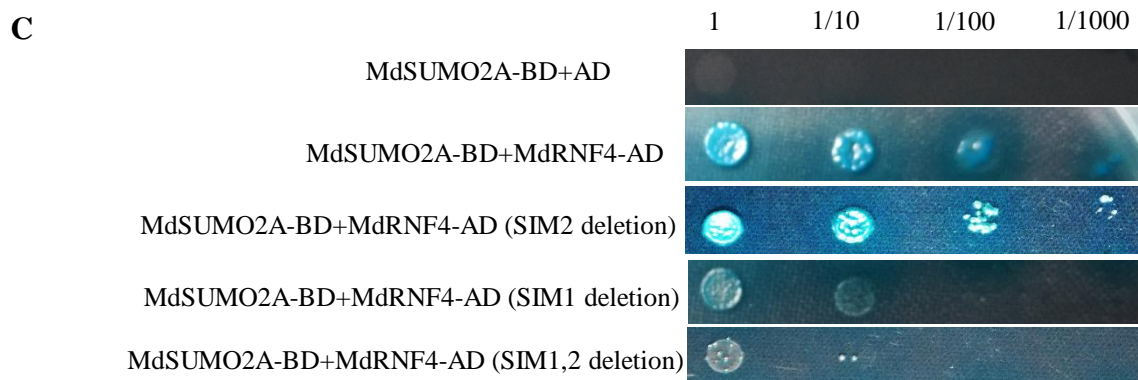 C
1 1/10 1/100 1/1000
MdSUMO2A-BD+AD
MdSUMO2A-BD+MdRNF4-AD
MdSUMO2A-BD+MdRNF4-AD (SIM2 deletion)
MdSUMO2A-BD+MdRNF4-AD (SIM1 deletion)
MdSUMO2A-BD+MdRNF4-AD (SIM1,2 deletion)